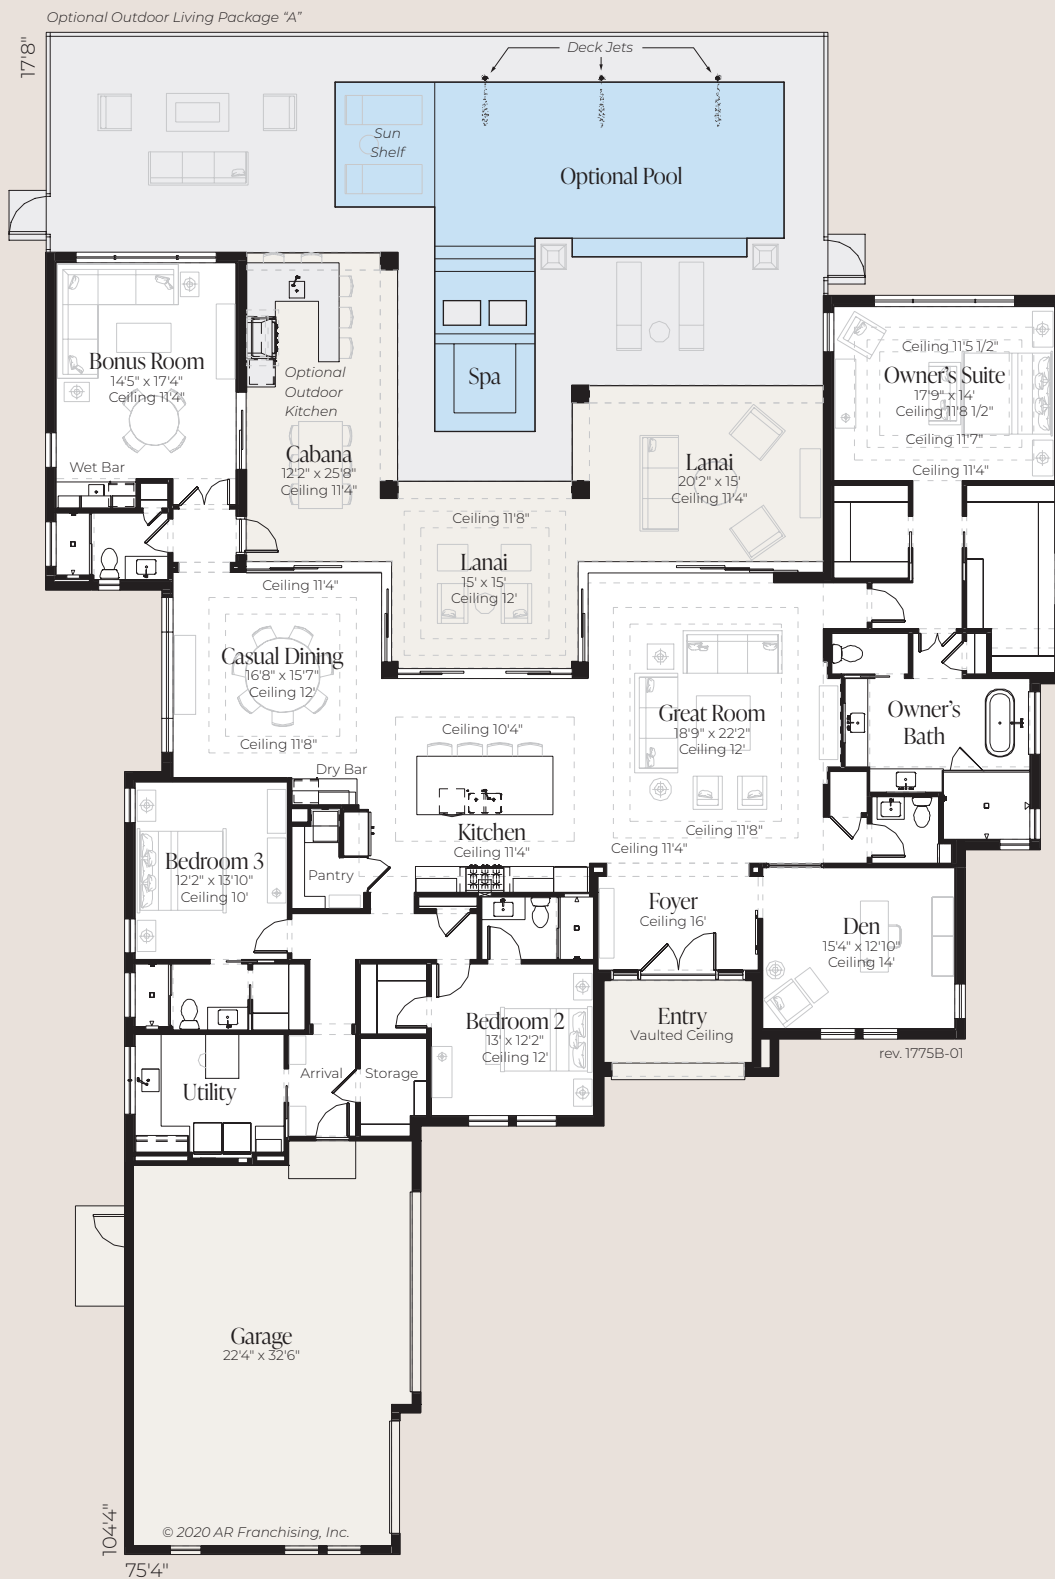 Optional Outdoor Living Package “A”
17'8"
Deck Jets
Sun
Shelf
Optional Pool
Spa
Bonus Room
14'5" x 17'4"
Ceiling 11'4"
Wet Bar
Optional
Outdoor
Kitchen
Cabana
12'2" x 25'8"
Ceiling 11'4"
Lanai
20'2" x 15'
Ceiling 11'4"
Ceiling 11'5 1/2"
Owner's Suite
17'9" x 14'
Ceiling 11'8 1/2"
Ceiling 11'7"
Ceiling 11'4"
Ceiling 11'8"
Lanai
15' x 15'
Ceiling 12'
Ceiling 11'4"
Casual Dining
16'8" x 15'7"
Ceiling 12'
Ceiling 11'8"
Great Room
18'9" x 22'2"
Ceiling 12'
Ceiling 11'8"
Ceiling 11'4"
Owner's
Bath
Ceiling 10'4"
Kitchen
Ceiling 11'4"
Dry Bar
Pantry
Bedroom 3
12'2" x 13'10"
Ceiling 10'
Foyer
Ceiling 16'
Den
15'4" x 12'10"
Ceiling 14'
Entry
Vaulted Ceiling
rev. 1775B-01
Bedroom 2
13' x 12'2"
Ceiling 12'
Arrival
Storage
Utility
Garage
22'4" x 32'6"
© 2020 AR Franchising, Inc.
104'4"
75'4"